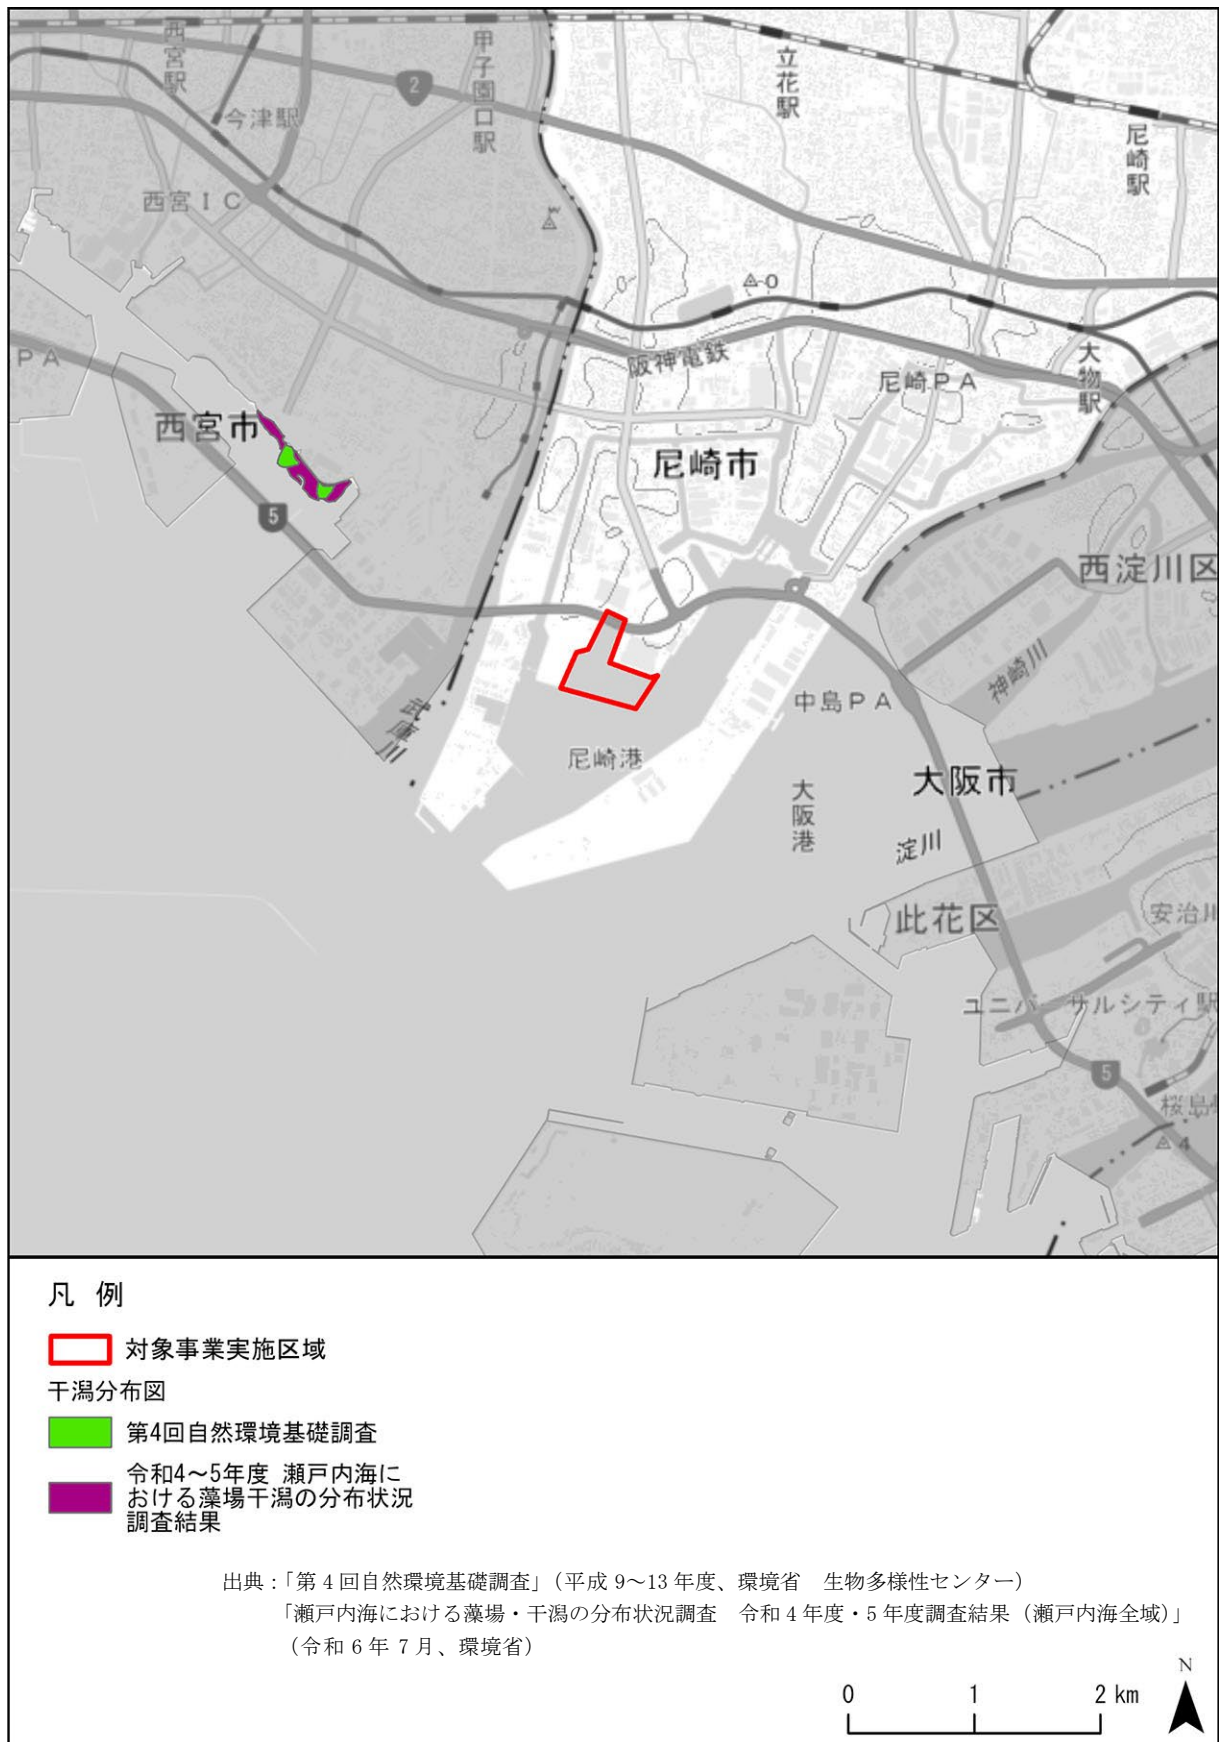 西宮駅
甲子園口駅
立花駅
尼崎駅
2
今津駅
西宮IC
0
PA
阪神電鉄
尼崎PA
大物駅
西宮市
尼崎市
5
西淀川区
神崎川
武庫川
中島PA
尼崎港
大阪市
大阪港
淀川
此花区
安治川
ユニバーサルシティ駅
5
桜島
4
凡 例
対象事業実施区域
干潟分布図
第4回自然環境基礎調査
令和4~5年度 瀬戸内海に
おける藻場干潟の分布状況
調査結果
出典:「第4回自然環境基礎調査」(平成9~13年度、環境省 生物多様性センター)
「瀬戸内海における藻場・干潟の分布状況調査 令和4年度・5年度調査結果(瀬戸内海全域)」
(令和6年7月、環境省)
N
0 1 2 km